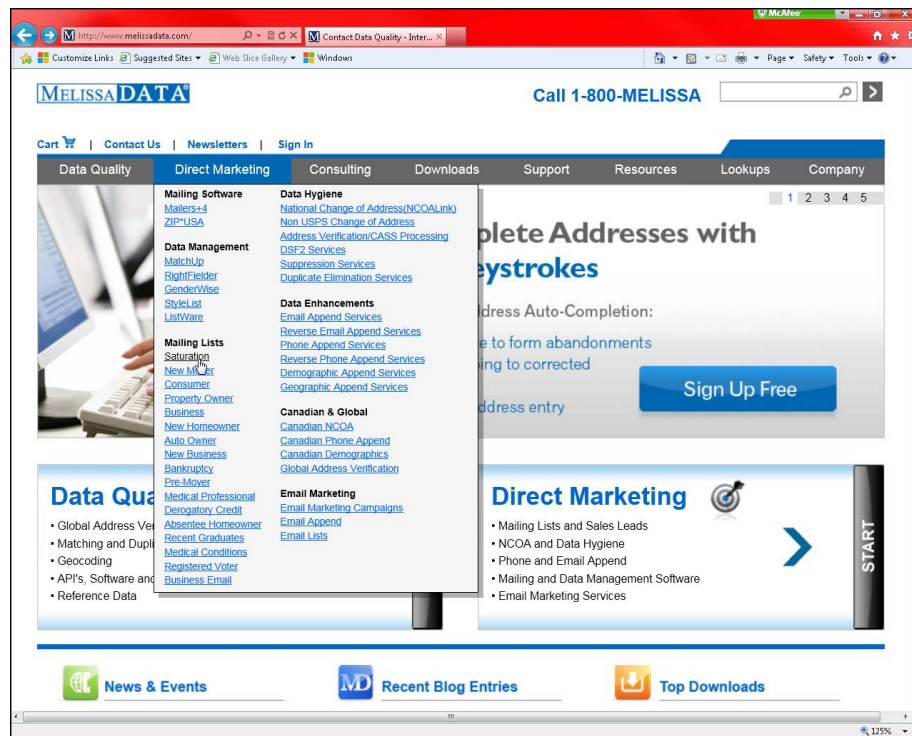 McAfee
http://www.melissadata.com/
Contact Data Quality - Inter...
Customize Links Suggested Sites Web Slice Gallery Windows
Page Safety Tools
MELISSA DATA®
Call 1-800-MELISSA
Cart | Contact Us | Newsletters | Sign In
Data Quality Direct Marketing Consulting Downloads Support Resources Lookups Company
1 2 3 4 5
Mailing Software
Mailers+4
ZIP*USA
Data Management
MatchUp
RightFielder
GenderWise
StyleList
ListWare
Mailing Lists
Saturation
New Mover
Consumer
Property Owner
Business
New Homeowner
Auto Owner
New Business
Bankruptcy
Pre-Mover
Medical Professional
Derogatory Credit
Absentee Homeowner
Recent Graduates
Medical Conditions
Registered Voter
Business Email
Data Hygiene
National Change of Address(NCOALink)
Non USPS Change of Address
Address Verification/CASS Processing
DSF2 Services
Suppression Services
Duplicate Elimination Services
Data Enhancements
Email Append Services
Reverse Email Append Services
Phone Append Services
Reverse Phone Append Services
Demographic Append Services
Geographic Append Services
Canadian & Global
Canadian NCOA
Canadian Phone Append
Canadian Demographics
Global Address Verification
Email Marketing
Email Marketing Campaigns
Email Append
Email Lists
plete Addresses with
eystrokes
ddress Auto-Completion:
e to form abandonments
ing to corrected
ddress entry
Sign Up Free
Data Qua
• Global Address Ver
• Matching and Dupli
• Geocoding
• API's, Software and
• Reference Data
Direct Marketing
• Mailing Lists and Sales Leads
• NCOA and Data Hygiene
• Phone and Email Append
• Mailing and Data Management Software
• Email Marketing Services
START
News & Events
MD Recent Blog Entries
Top Downloads
125%